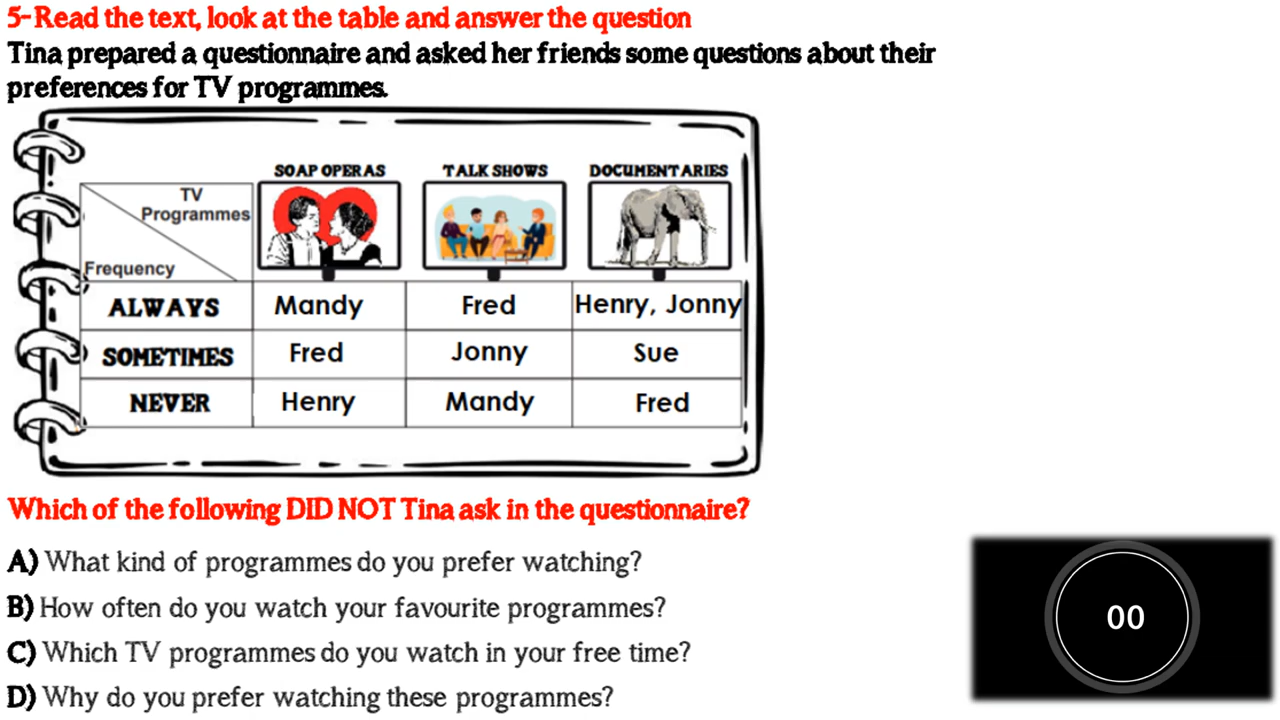 5-Read the text, look at the table and answer the question
Tina prepared a questionnaire and asked her friends some questions about their
preferences for TV programmes.
SOAP OPERAS TALK SHOWS DOCUMENTARIES
TV
Programmes
Frequency
ALWAYS Mandy Fred Henry, Jonny
SOMETIMES Fred Jonny Sue
NEVER Henry Mandy Fred
Which of the following DID NOT Tina ask in the questionnaire?
A) What kind of programmes do you prefer watching?
B) How often do you watch your favourite programmes?
C) Which TV programmes do you watch in your free time?
D) Why do you prefer watching these programmes?
00